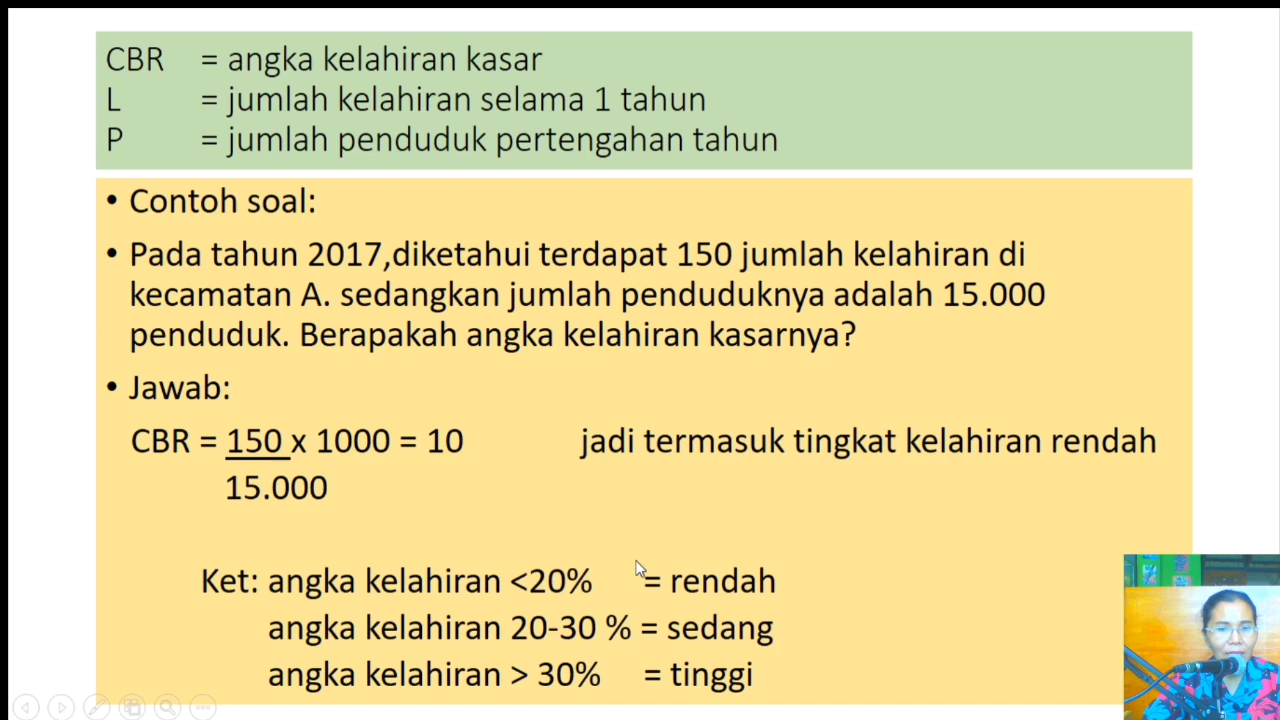 CBR = angka kelahiran kasar
L = jumlah kelahiran selama 1 tahun
P = jumlah penduduk pertengahan tahun
• Contoh soal:
• Pada tahun 2017,diketahui terdapat 150 jumlah kelahiran di
kecamatan A. sedangkan jumlah penduduknya adalah 15.000
penduduk. Berapakah angka kelahiran kasarnya?
• Jawab:
CBR = 150 x 1000 = 10 jadi termasuk tingkat kelahiran rendah
15.000
Ket: angka kelahiran <20% = rendah
angka kelahiran 20-30 % = sedang
angka kelahiran > 30% = tinggi